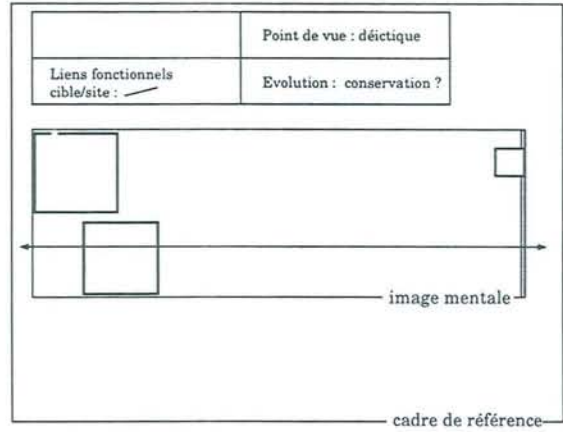 Point de vue : déictique
Liens fonctionnels
cible/site :
Evolution : conservation ?
image mentale
cadre de référence